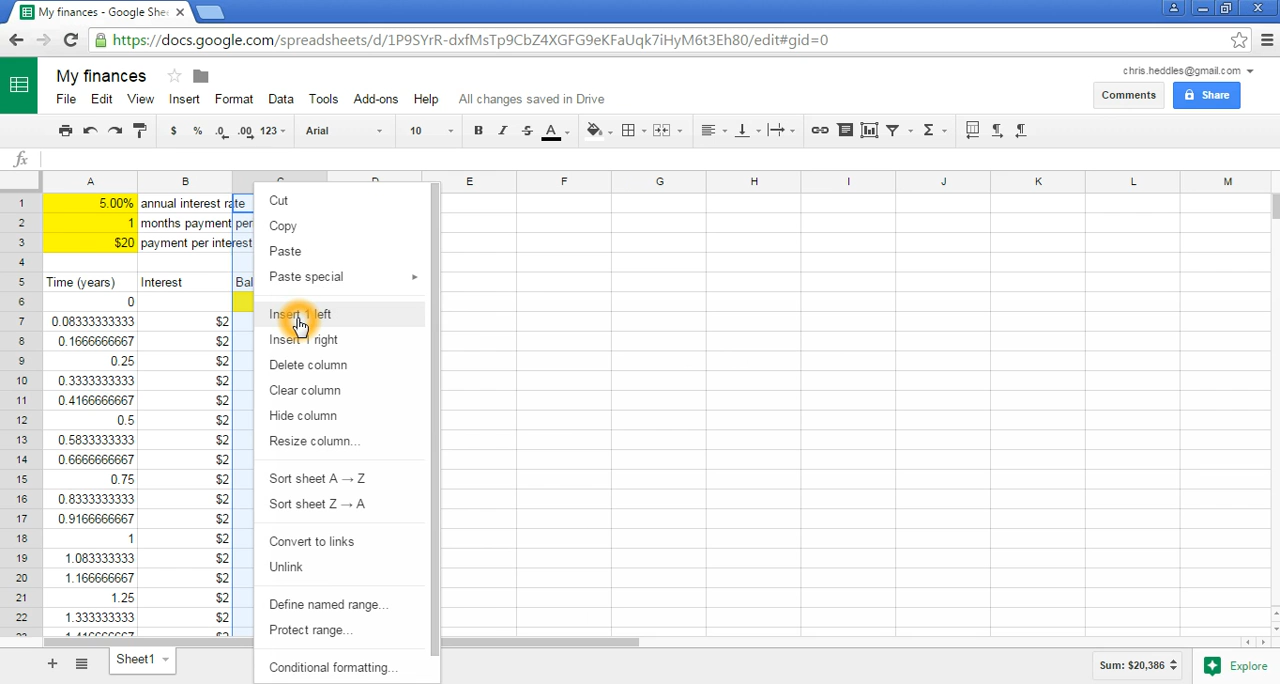 My finances - Google She
https://docs.google.com/spreadsheets/d/1P9SYrR-dxfMsTp9CbZ4XGFG9eKFaUqk7iHyM6t3Eh80/edit#gid=0
My finances
chris.heddles@gmail.com
File Edit View Insert Format Data Tools Add-ons Help All changes saved in Drive
Comments Share
$ % .0 .00 123 Arial 10 B I S A Σ
fx
A B C D E F G H I J K L M
1 5.00% annual interest rate
2 1 months payment per
3 $20 payment per interest
4
5 Time (years) Interest Bal
6 0
7 0.08333333333 $2
8 0.1666666667 $2
9 0.25 $2
10 0.3333333333 $2
11 0.4166666667 $2
12 0.5 $2
13 0.5833333333 $2
14 0.6666666667 $2
15 0.75 $2
16 0.8333333333 $2
17 0.9166666667 $2
18 1 $2
19 1.083333333 $2
20 1.166666667 $2
21 1.25 $2
22 1.333333333 $2
23 1.416666667 $2
Cut
Copy
Paste
Paste special
Insert 1 left
Insert 1 right
Delete column
Clear column
Hide column
Resize column...
Sort sheet A → Z
Sort sheet Z → A
Convert to links
Unlink
Define named range...
Protect range...
Conditional formatting...
Sheet1
Sum: $20,386
Explore